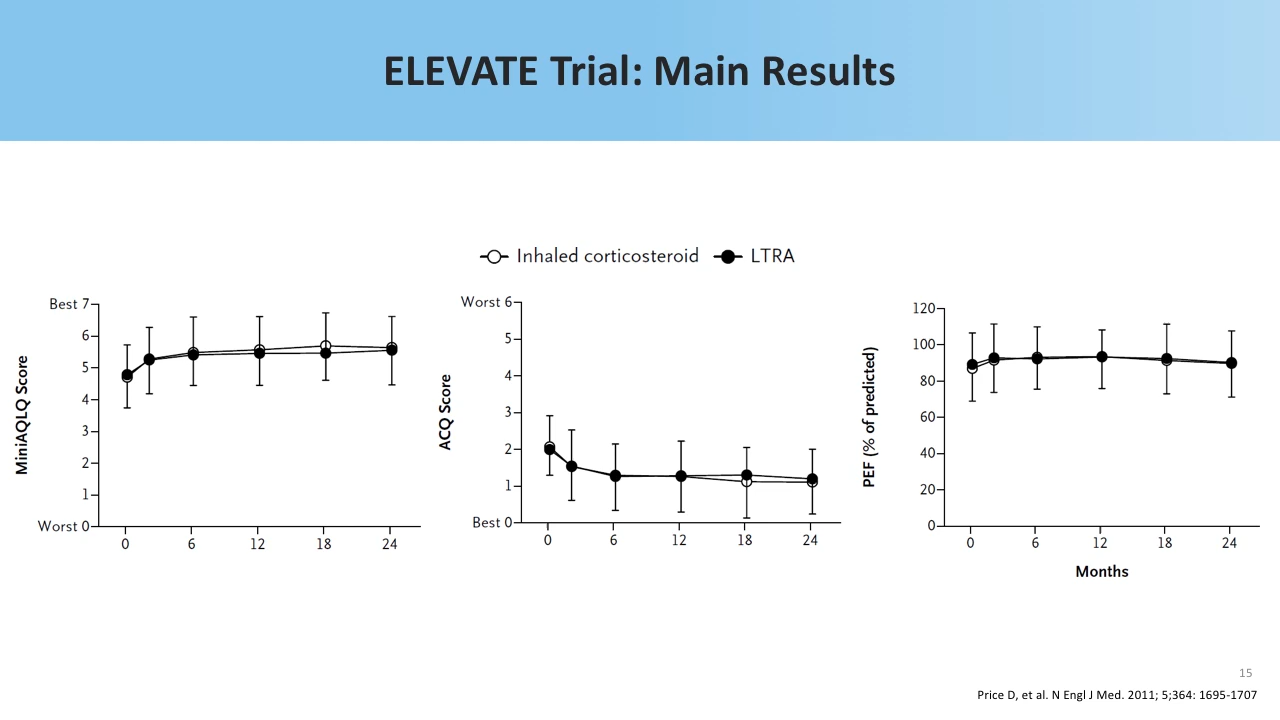 ELEVATE Trial: Main Results
Inhaled corticosteroid LTRA
MiniAQLQ Score
Best 7
6
5
4
3
2
1
Worst 0
0 6 12 18 24
ACQ Score
Worst 6
5
4
3
2
1
Best 0
0 6 12 18 24
PEF (% of predicted)
120
100
80
60
40
20
0
0 6 12 18 24
Months
15
Price D, et al. N Engl J Med. 2011; 5;364: 1695-1707